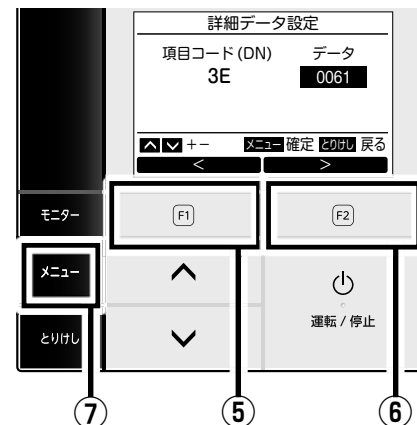 詳細データ設定
項目コード(DN) データ
3E 0061
+− メニュー 確定 とりけし 戻る
< >
モニター F1 F2
メニュー
運転 / 停止
とりけし
⑦ ⑤ ⑥